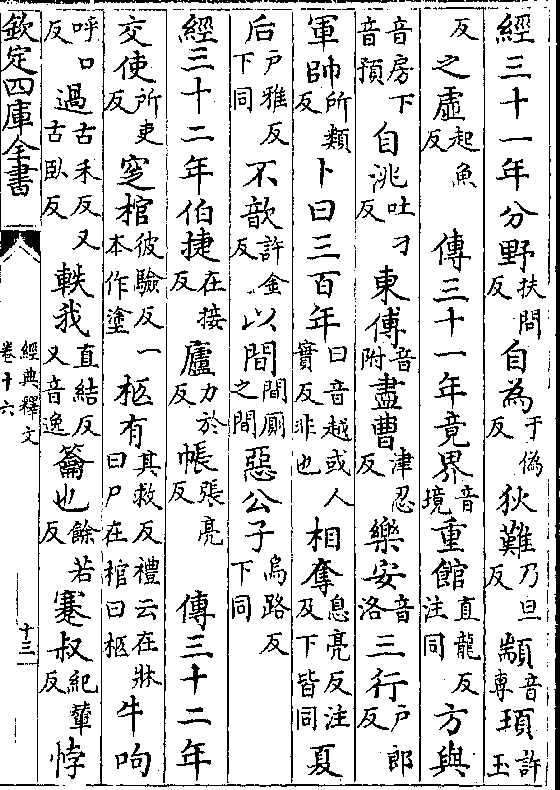 經三十一年分野扶問反自為于偽反狄難乃旦反顓音專頊許玉
反之虛起魚反 傳三十一年竟界音境重館直龍反注同方與
音房下音預自洮吐刀反東傅音附盡曹津忍反樂安音洛三行户郎反
軍帥所類反卜曰三百年曰音越或人實反非也相奪息亮反注及下皆同夏
后户雅反下同不歆許金反以間間厠之間惡公子烏路反下同
經三十二年伯捷在接反廬力於反帳張亮反 傳三十二年
交使所吏反窆棺彼驗反一本作塗柩有其救反禮云在牀曰尸在棺曰柩牛呴
呼口反過古禾反又古臥反軼我直結反又音逸籥也餘若反蹇叔紀輦反悖
欽定四庫全書
經典釋文
卷十六
十三